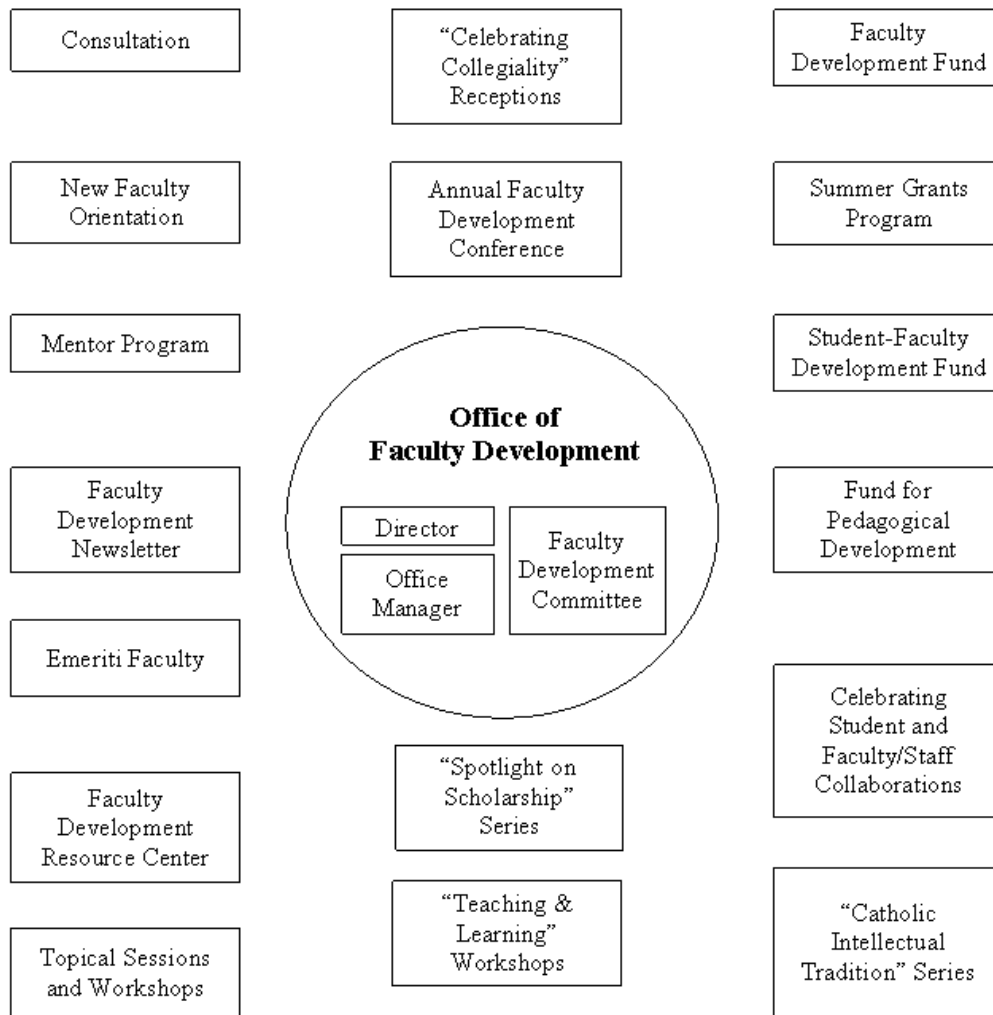 Consultation
“Celebrating
Collegiality”
Receptions
Faculty
Development Fund
New Faculty
Orientation
Annual Faculty
Development
Conference
Summer Grants
Program
Mentor Program
Student-Faculty
Development Fund
Office of
Faculty Development
Director
Office
Manager
Faculty
Development
Committee
Faculty
Development
Newsletter
Fund for
Pedagogical
Development
Emeriti Faculty
Celebrating
Student and
Faculty/Staff
Collaborations
Faculty
Development
Resource Center
“Spotlight on
Scholarship”
Series
“Teaching &
Learning”
Workshops
“Catholic
Intellectual
Tradition” Series
Topical Sessions
and Workshops